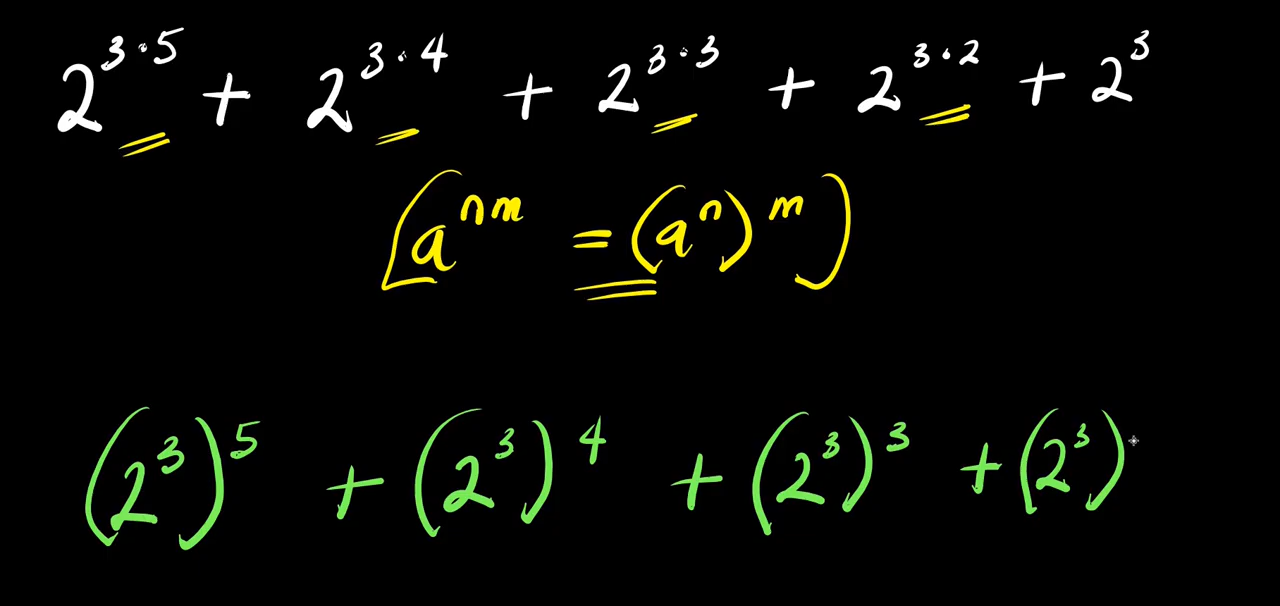 2^{3·5} + 2^{3·4} + 2^{3·3} + 2^{3·2} + 2^3
[a^{nm} = (a^n)^m]
(2^3)^5 + (2^3)^4 + (2^3)^3 + (2^3)